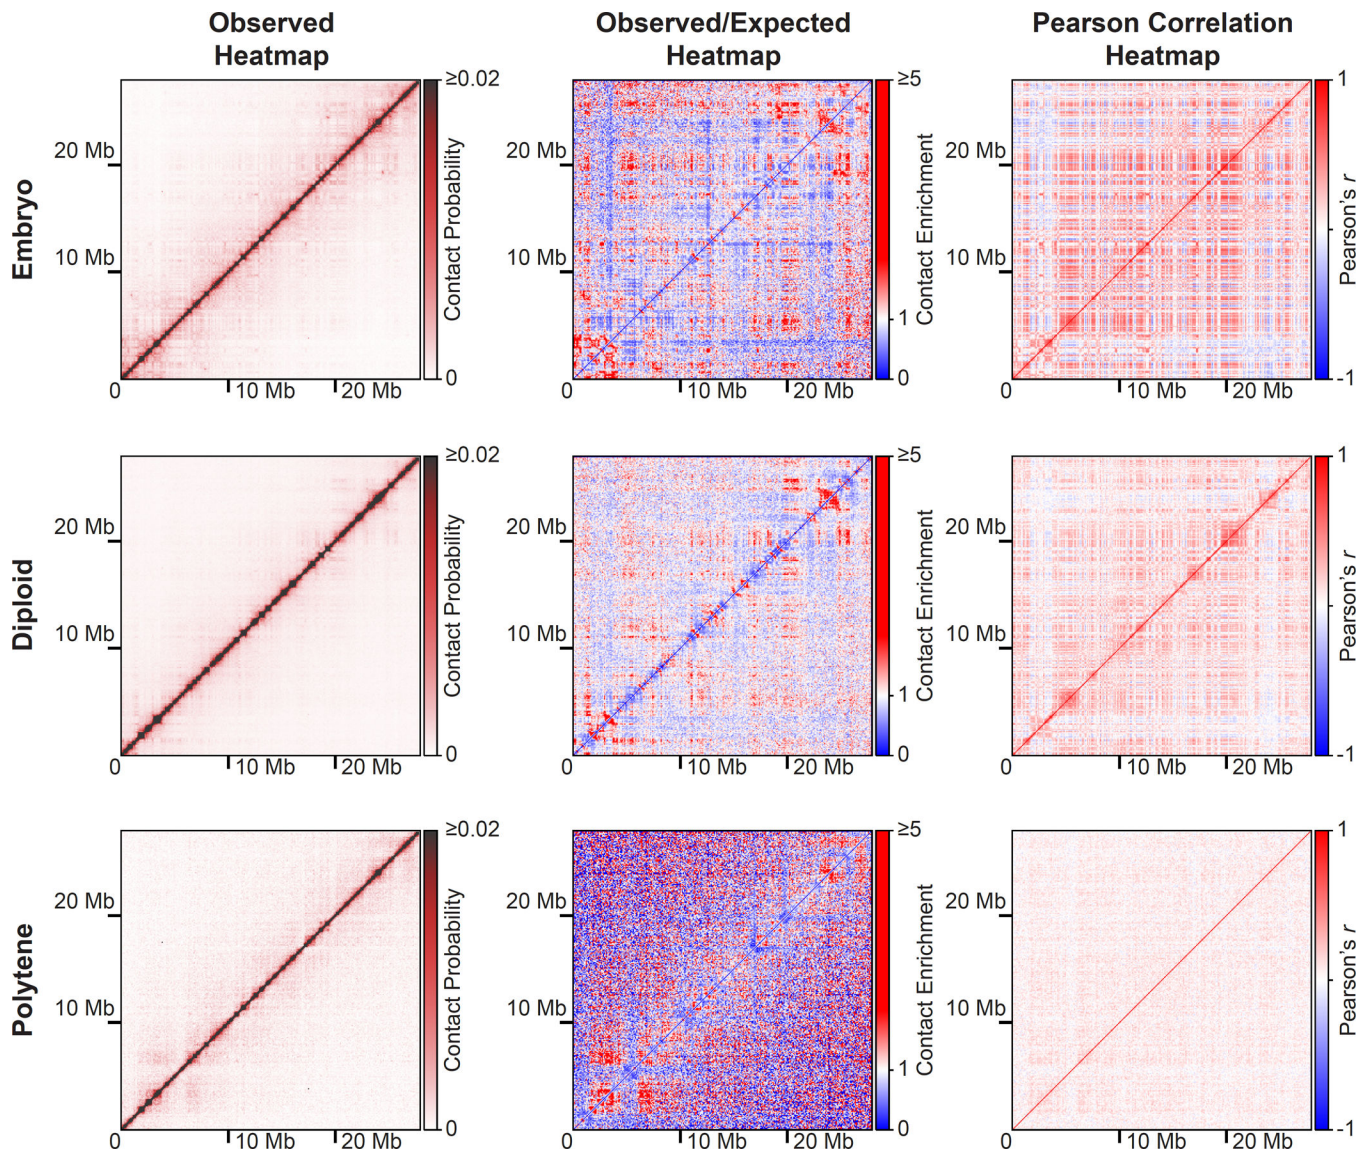 Observed
Heatmap
Observed/Expected
Heatmap
Pearson Correlation
Heatmap
Embryo
20 Mb
10 Mb
0
10 Mb
20 Mb
≥0.02
Contact Probability
0
20 Mb
10 Mb
0
10 Mb
20 Mb
≥5
Contact Enrichment
1
0
20 Mb
10 Mb
0
10 Mb
20 Mb
1
Pearson's r
-1
Diploid
20 Mb
10 Mb
0
10 Mb
20 Mb
≥0.02
Contact Probability
0
20 Mb
10 Mb
0
10 Mb
20 Mb
≥5
Contact Enrichment
1
0
20 Mb
10 Mb
0
10 Mb
20 Mb
1
Pearson's r
-1
Polytene
20 Mb
10 Mb
0
10 Mb
20 Mb
≥0.02
Contact Probability
0
20 Mb
10 Mb
0
10 Mb
20 Mb
≥5
Contact Enrichment
1
0
20 Mb
10 Mb
0
10 Mb
20 Mb
1
Pearson's r
-1